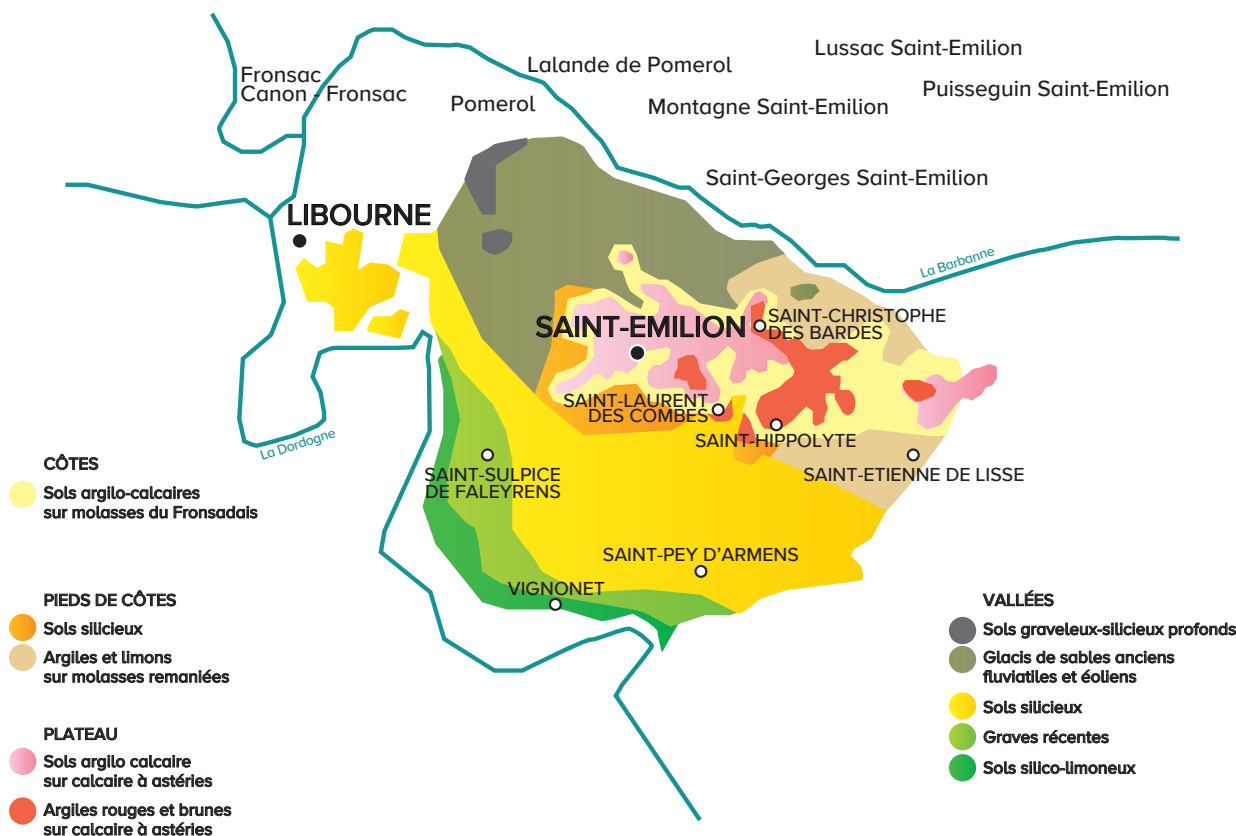 Lussac Saint-Emilion
Lalande de Pomerol
Fronsac
Canon - Fronsac
Puisseguin Saint-Emilion
Pomerol
Montagne Saint-Emilion
Saint-Georges Saint-Emilion
LIBOURNE
La Barbanne
SAINT-EMILION
SAINT-CHRISTOPHE
DES BARDES
SAINT-LAURENT
DES COMBES
SAINT-HIPPOLYTE
La Dordogne
SAINT-SULPICE
DE FALEYRENS
SAINT-ETIENNE DE LISSE
SAINT-PEY D'ARMENS
VIGNONET
CÔTES
Sols argilo-calcaires
sur molasses du Fronsadais
PIEDS DE CÔTES
Sols silicieux
Argiles et limons
sur molasses remaniées
PLATEAU
Sols argilo calcaire
sur calcaire à astéries
Argiles rouges et brunes
sur calcaire à astéries
VALLÉES
Sols graveleux-silicieux profonds
Glacis de sables anciens
fluviatiles et éoliens
Sols silicieux
Graves récentes
Sols silico-limoneux